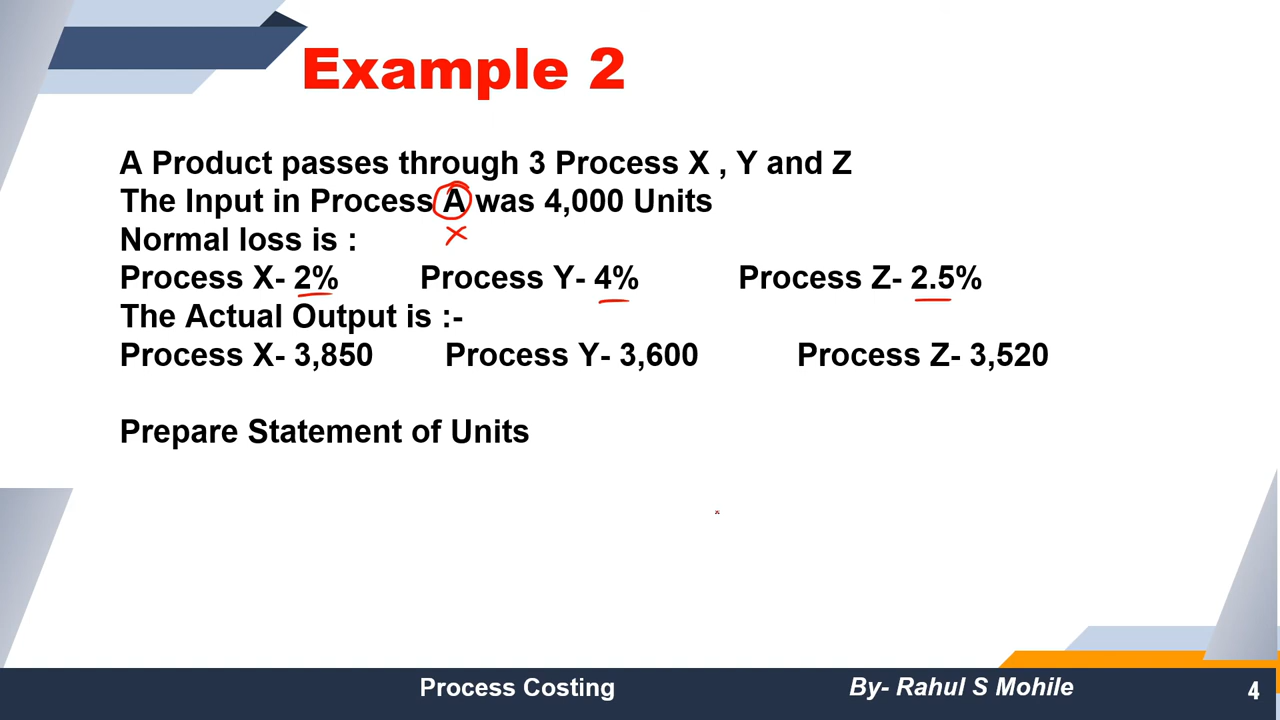 Example 2
A Product passes through 3 Process X , Y and Z
The Input in Process A was 4,000 Units
X
Normal loss is :
Process X- 2% Process Y- 4% Process Z- 2.5%
The Actual Output is :-
Process X- 3,850 Process Y- 3,600 Process Z- 3,520
Prepare Statement of Units
Process Costing By- Rahul S Mohile 4